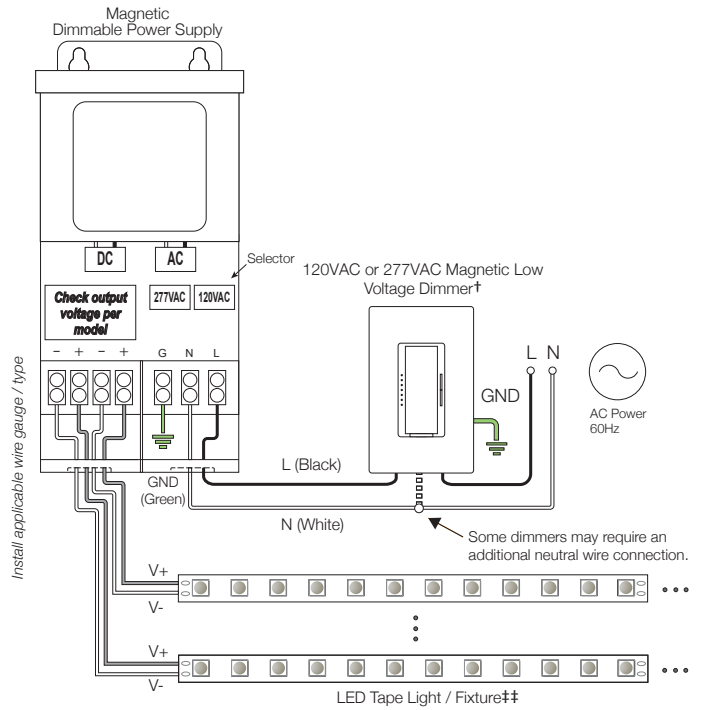 Magnetic
Dimmable Power Supply
DC
AC
Selector
Check output
voltage per
model
277VAC
120VAC
120VAC or 277VAC Magnetic Low
Voltage Dimmer†
− + − +
G N L
L N
GND
AC Power
60Hz
Install applicable wire gauge / type
L (Black)
GND
(Green)
N (White)
Some dimmers may require an
additional neutral wire connection.
V+
V-
V+
V-
LED Tape Light / Fixture‡‡